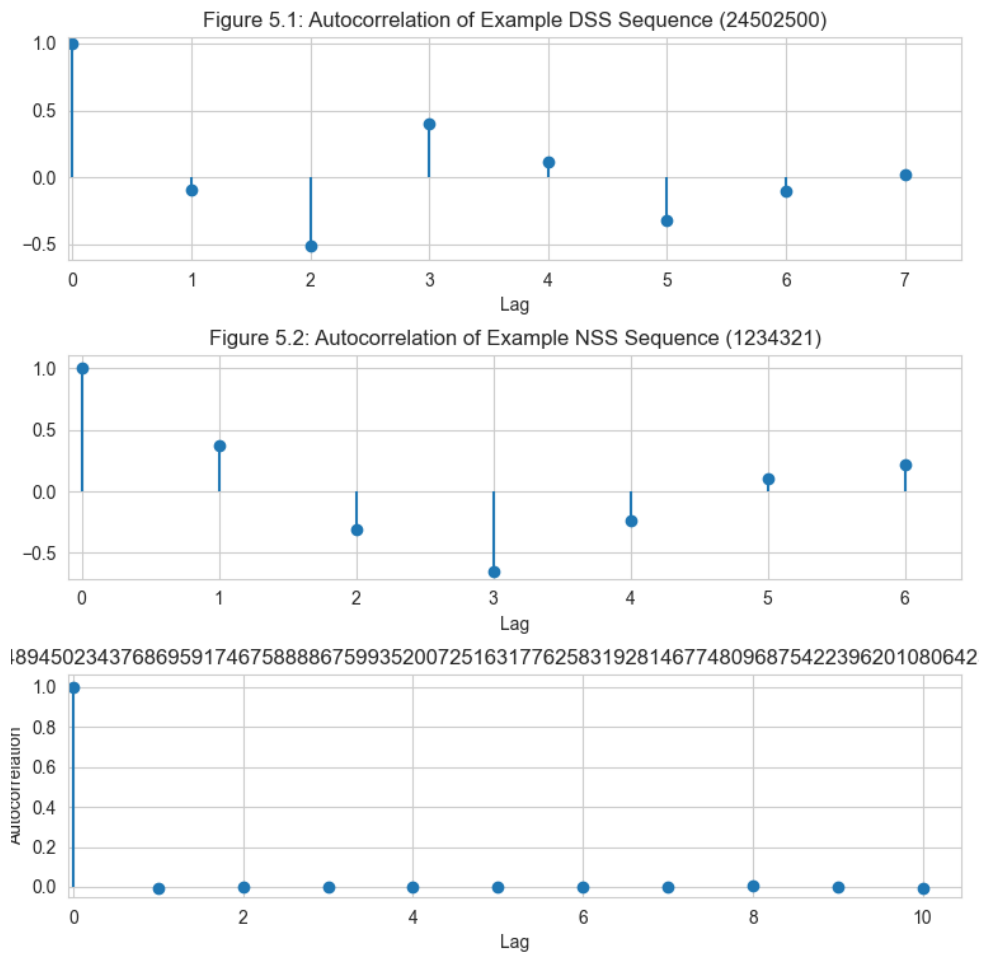 Figure 5.1: Autocorrelation of Example DSS Sequence (24502500)
1.0
0.5
0.0
−0.5
0 1 2 3 4 5 6 7
Lag
Figure 5.2: Autocorrelation of Example NSS Sequence (1234321)
1.0
0.5
0.0
−0.5
0 1 2 3 4 5 6
Lag
8945023437686959174675888867599352007251631776258319281467748096875422396201080642
Autocorrelation
1.0
0.8
0.6
0.4
0.2
0.0
0 2 4 6 8 10
Lag